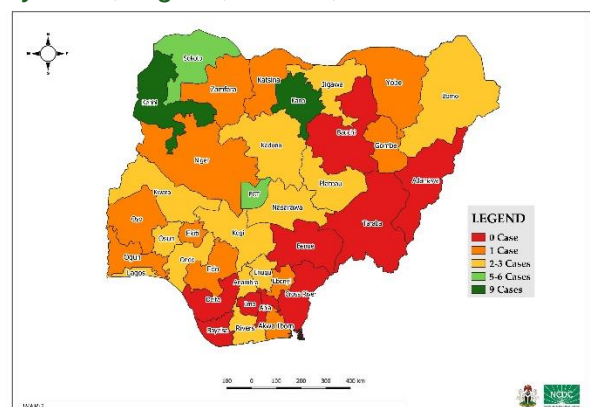 Sokoto
Kebbi
Zamfara
Katsina
Kano
Jigawa
Yobe
Borno
Bauchi
Gombe
Kaduna
Niger
Adamawa
Plateau
FCT
Kwara
Nasarawa
Taraba
Oyo
Osun
Ekiti
Kogi
Benue
Ogun
Ondo
Lagos
Edo
Enugu
Ebonyi
Anambra
Cross River
Delta
Imo
Abia
Bayelsa
Rivers
Akwa Ibom
LEGEND
0 Case
1 Case
2-3 Cases
5-6 Cases
9 Cases
100 0 100 200 300 400 km
NCDC